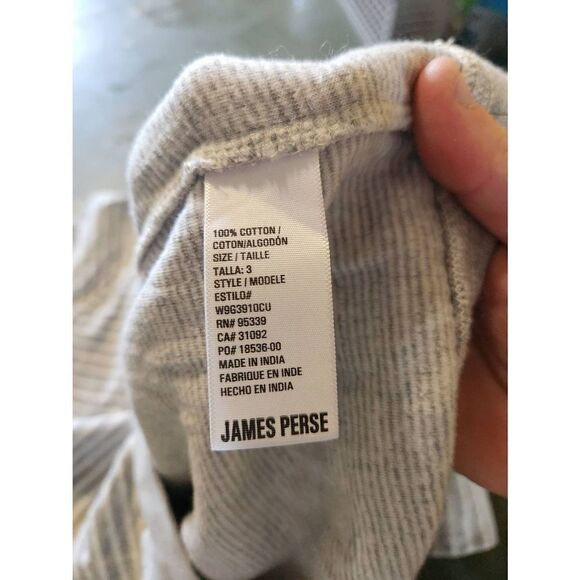 100% COTTON /
COTON/ALGODÓN
SIZE / TAILLE
TALLA: 3
STYLE / MODELE
ESTILO#
W9G3910CU
RN# 95339
CA# 31092
PO# 18536-00
MADE IN INDIA
FABRIQUE EN INDE
HECHO EN INDIA
JAMES PERSE